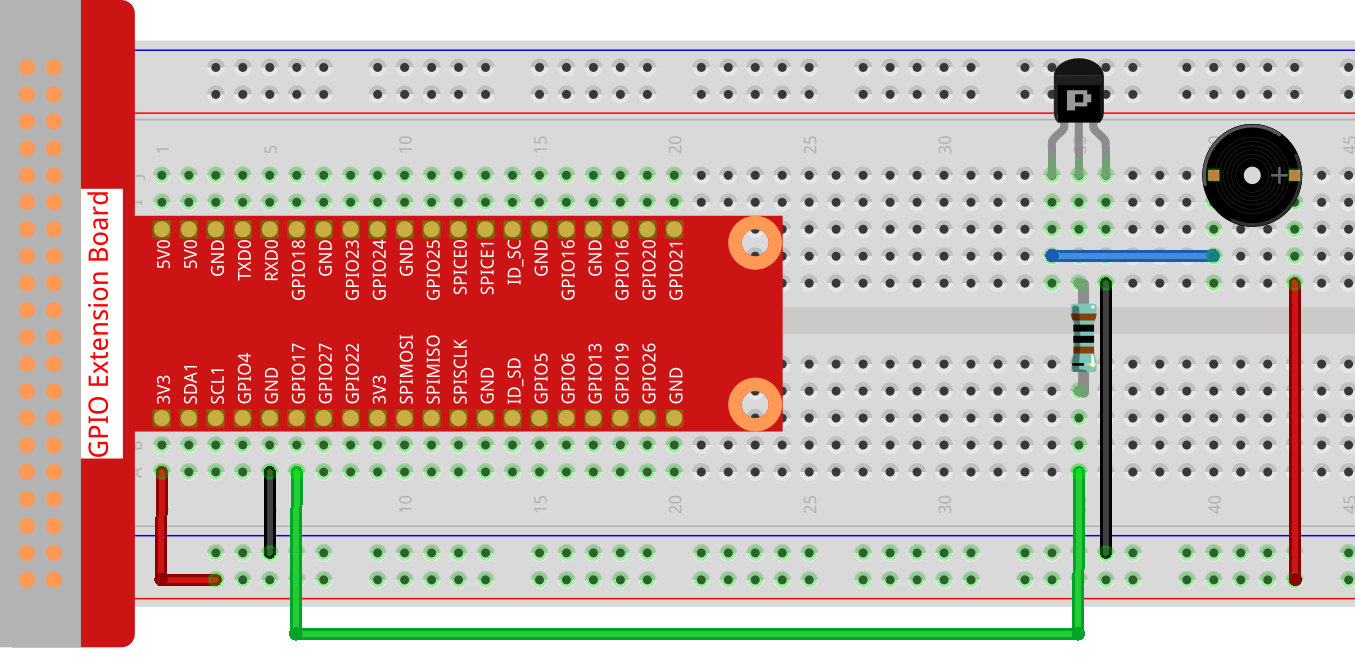 GPIO Extension Board
1 5 10 15 20 25 30 35 40 45
J
I
5V0 5V0 GND TXD0 RXD0 GPIO18 GND GPIO23 GPIO24 GND GPIO25 SPICE0 SPICE1 ID_SC GND GPIO16 GND GPIO16 GPIO20 GPIO21
3V3 SDA1 SCL1 GPIO4 GND GPIO17 GPIO27 GPIO22 3V3 SPIMOSI SPIMISO SPISCLK GND ID_SD GPIO5 GPIO6 GPIO13 GPIO19 GPIO26 GND
B
A
10 15 20 25 30 40 45
P
+